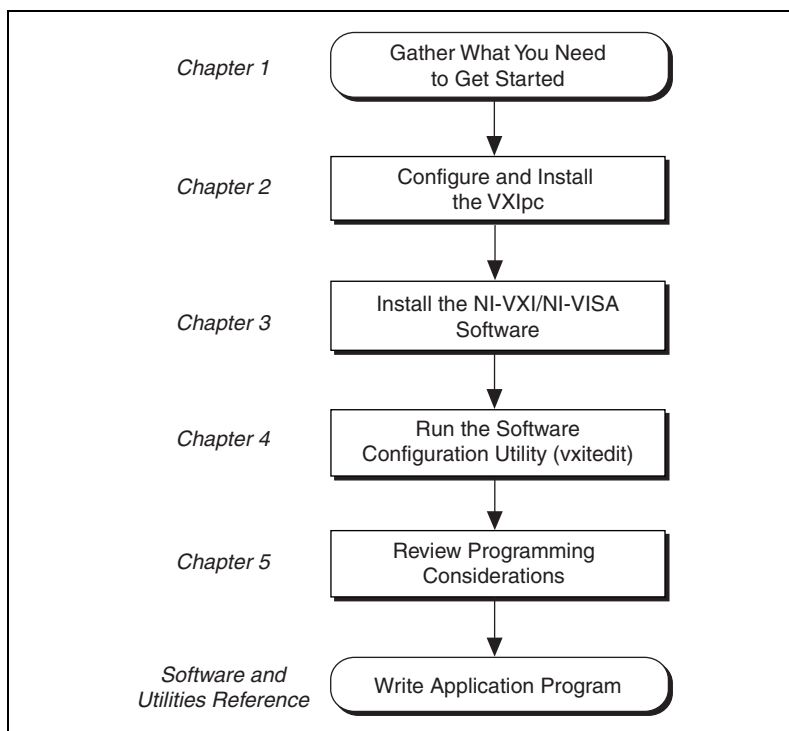 Chapter 1
Gather What You Need
to Get Started
Chapter 2
Configure and Install
the VXIpc
Chapter 3
Install the NI-VXI/NI-VISA
Software
Chapter 4
Run the Software
Configuration Utility (vxitedit)
Chapter 5
Review Programming
Considerations
Software and
Utilities Reference
Write Application Program